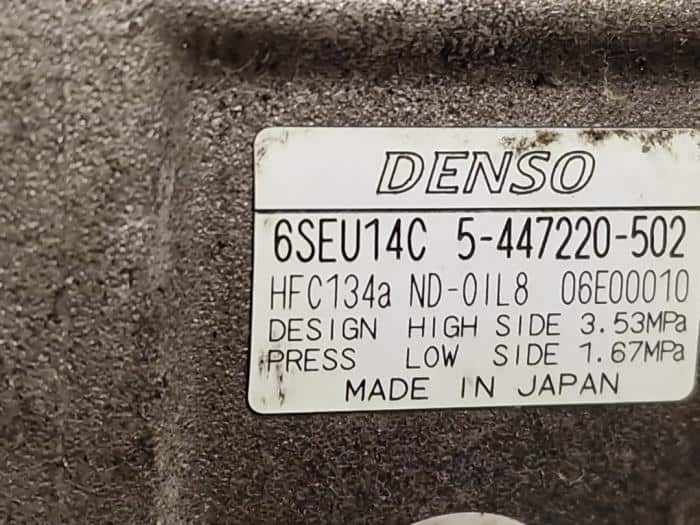 DENSO
6SEU14C 5-447220-502
HFC134a ND-OIL8 06E00010
DESIGN HIGH SIDE 3.53MPa
PRESS LOW SIDE 1.67MPa
MADE IN JAPAN